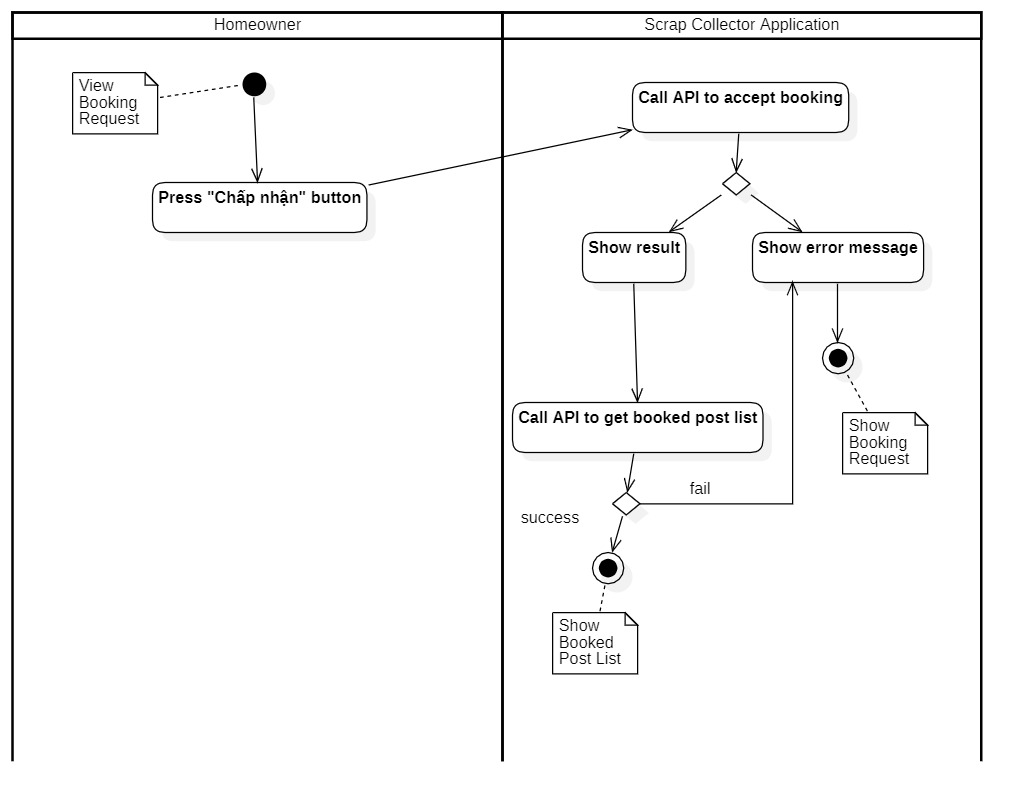 Homeowner
Scrap Collector Application
View
Booking
Request
Call API to accept booking
Press "Chấp nhận" button
Show result
Show error message
Call API to get booked post list
Show
Booking
Request
fail
success
Show
Booked
Post List